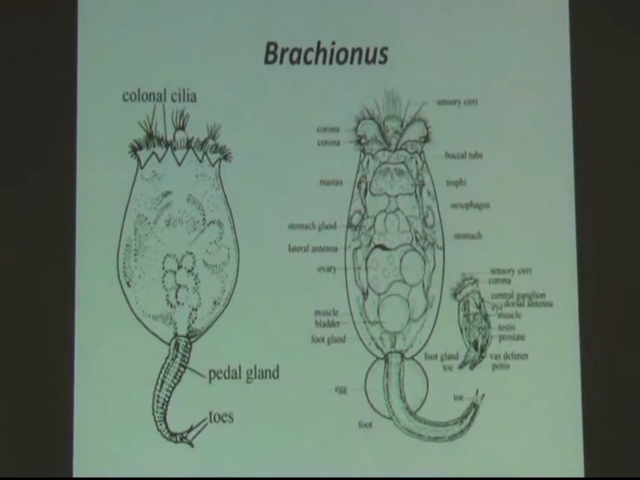 Brachionus
colonal cilia
pedal gland
toes
sensory cirri
corona
corona
buccal tube
mastax
trophi
oesophagus
stomach gland
stomach
lateral antenna
ovary
muscle
bladder
foot gland
egg
foot
toe
sensory cirri
corona
central ganglion
eye dorsal antenna
muscle
testis
prostate
foot gland
toe
vas deferen
penis